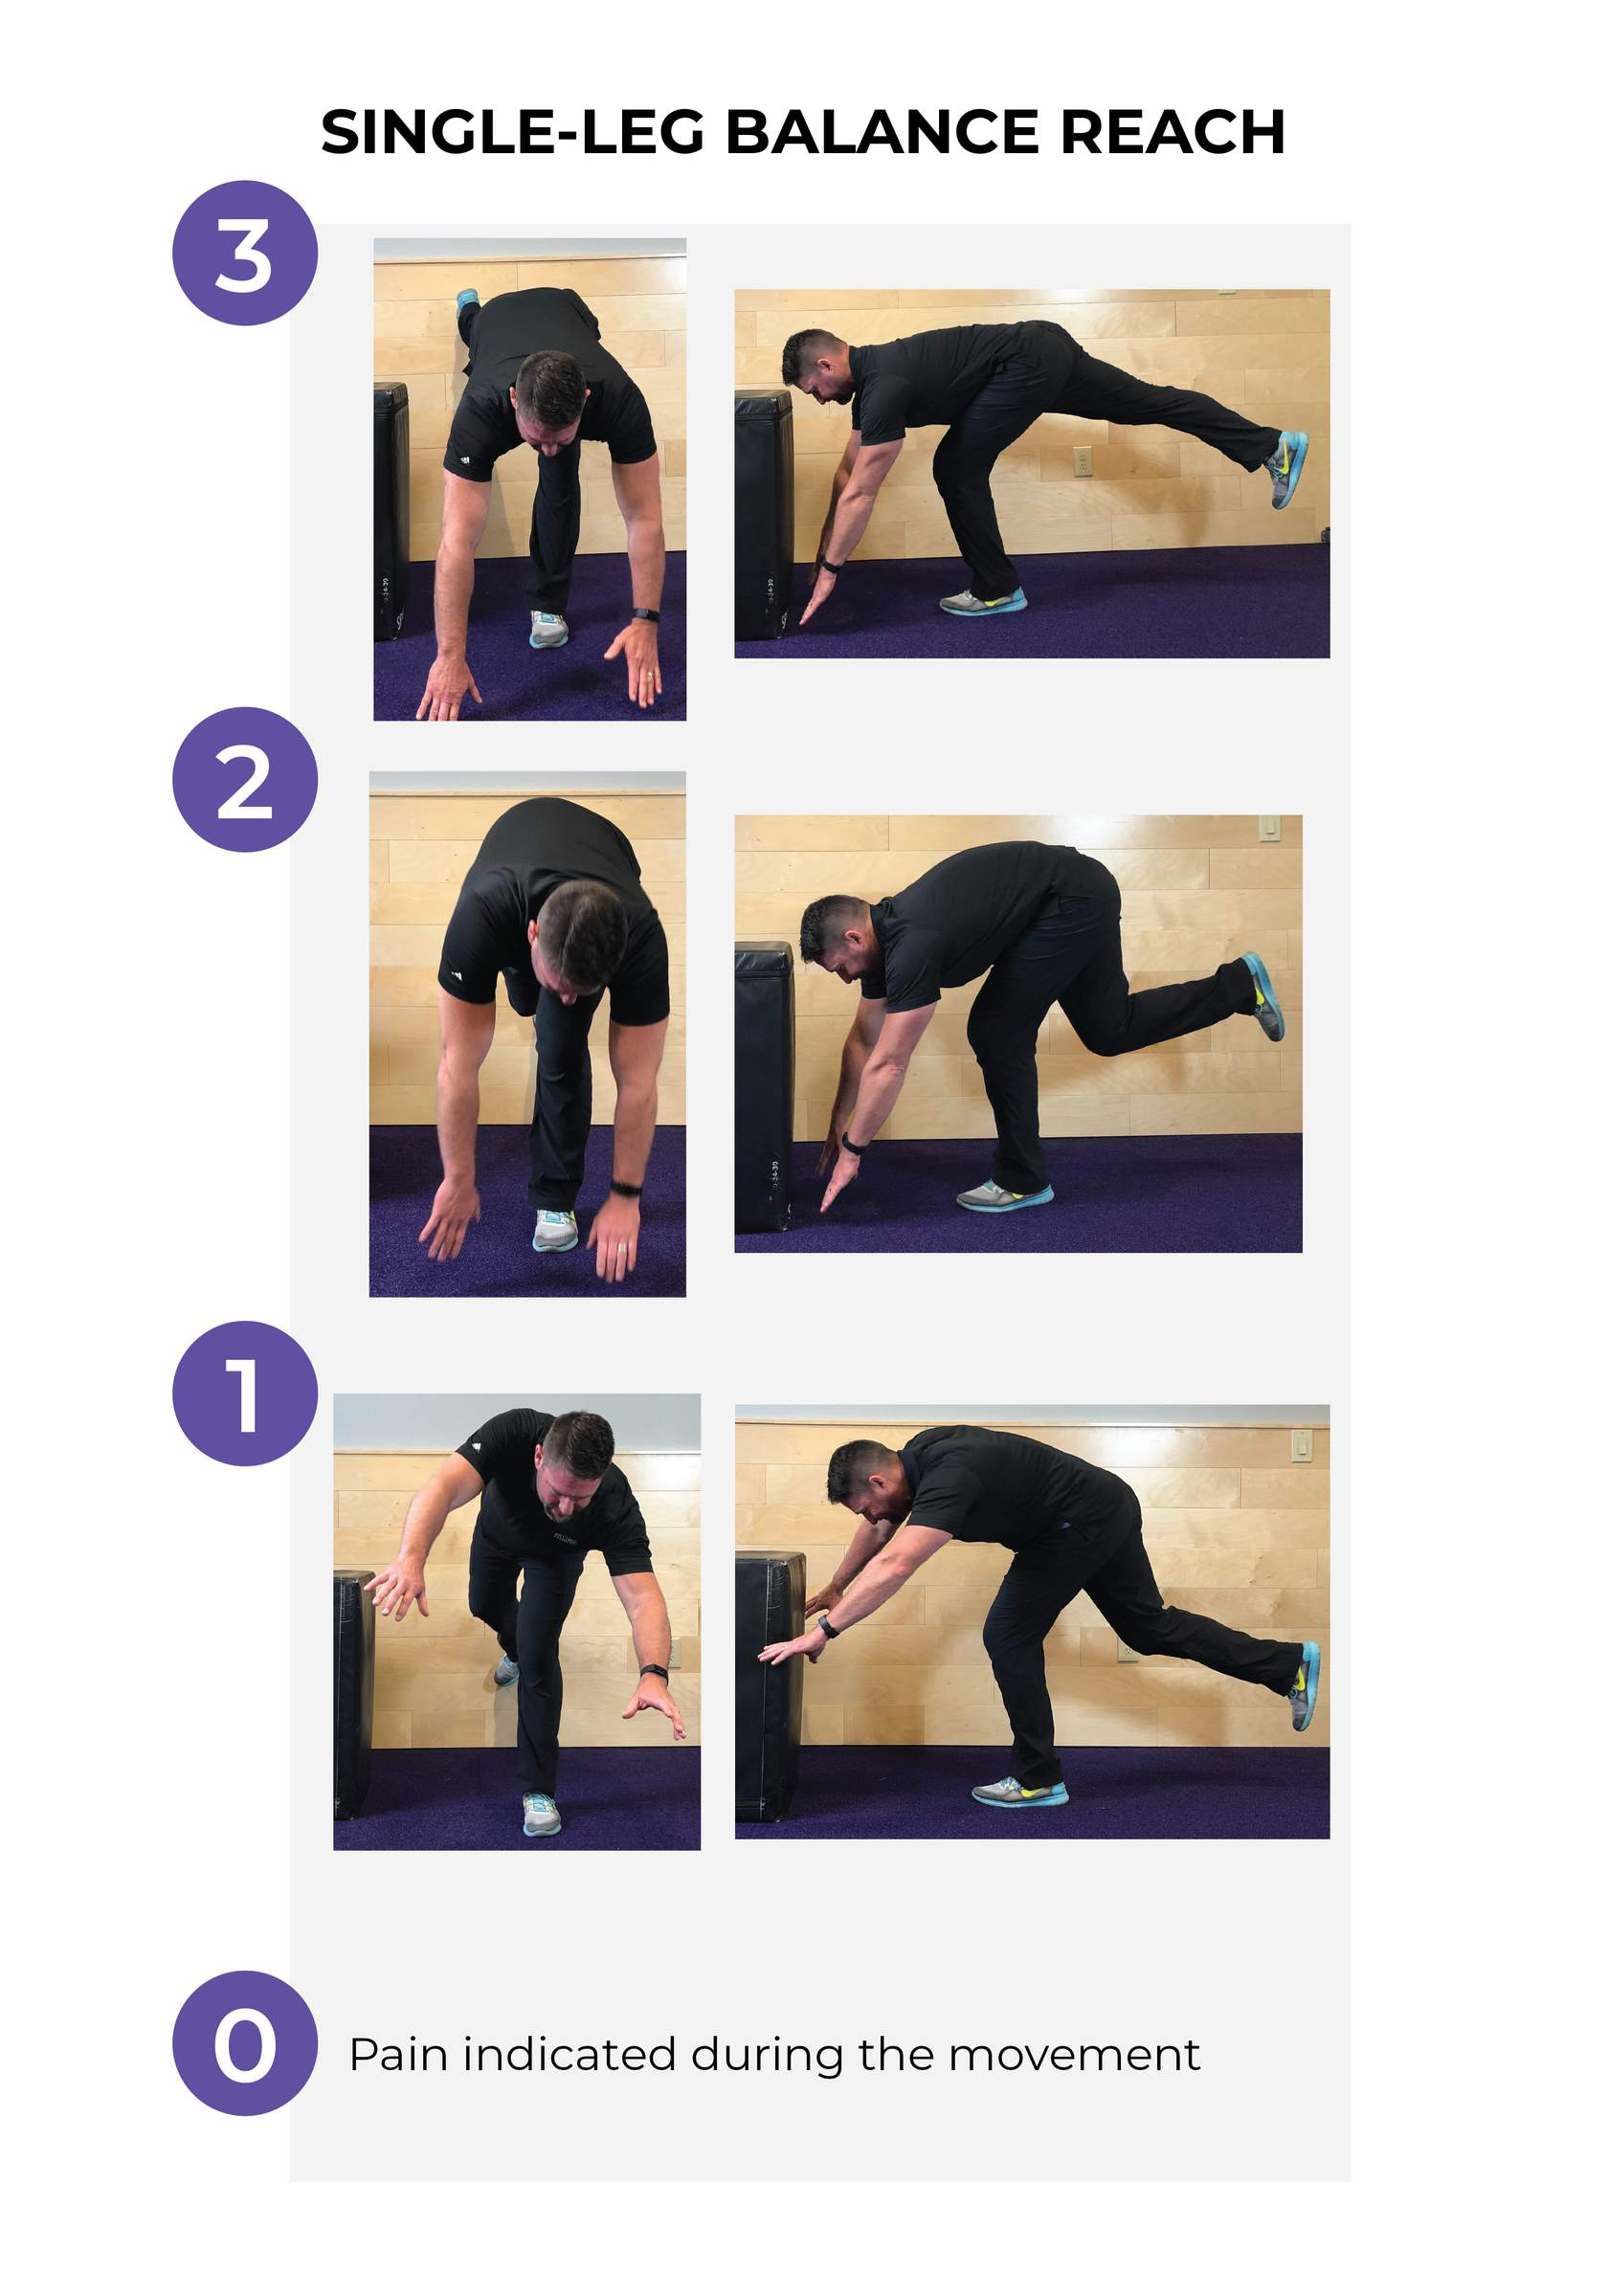 SINGLE-LEG BALANCE REACH
3
2
1
0
Pain indicated during the movement